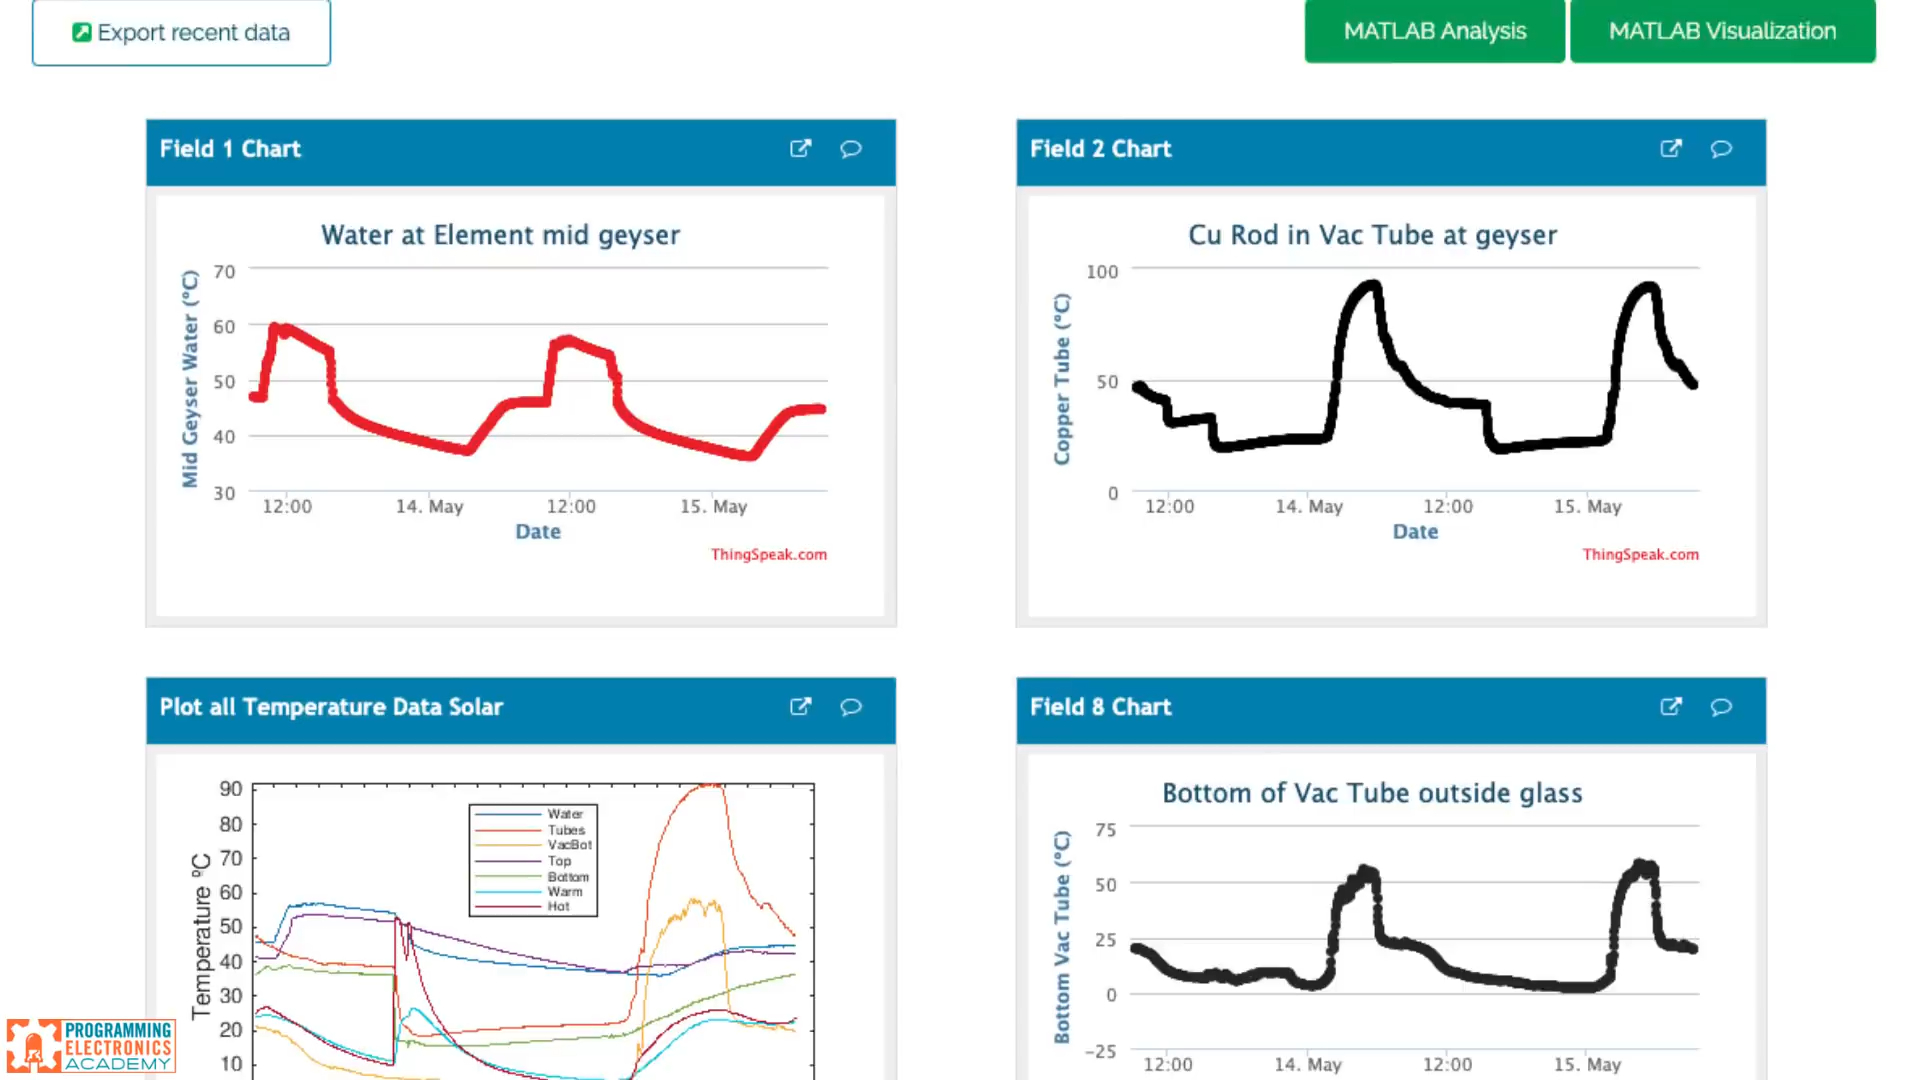 Export recent data
MATLAB Analysis
MATLAB Visualization
Field 1 Chart
Water at Element mid geyser
Mid Geyser Water (°C)
70
60
50
40
30
12:00
14. May
12:00
15. May
Date
ThingSpeak.com
Field 2 Chart
Cu Rod in Vac Tube at geyser
Copper Tube (°C)
100
50
0
12:00
14. May
12:00
15. May
Date
ThingSpeak.com
Plot all Temperature Data Solar
Temperature ºC
90
80
70
60
50
40
30
20
10
Water
Tubes
VacBot
Top
Bottom
Warm
Hot
Field 8 Chart
Bottom of Vac Tube outside glass
Bottom Vac Tube (°C)
75
50
25
0
-25
12:00
14. May
12:00
15. May
PROGRAMMING
ELECTRONICS
ACADEMY